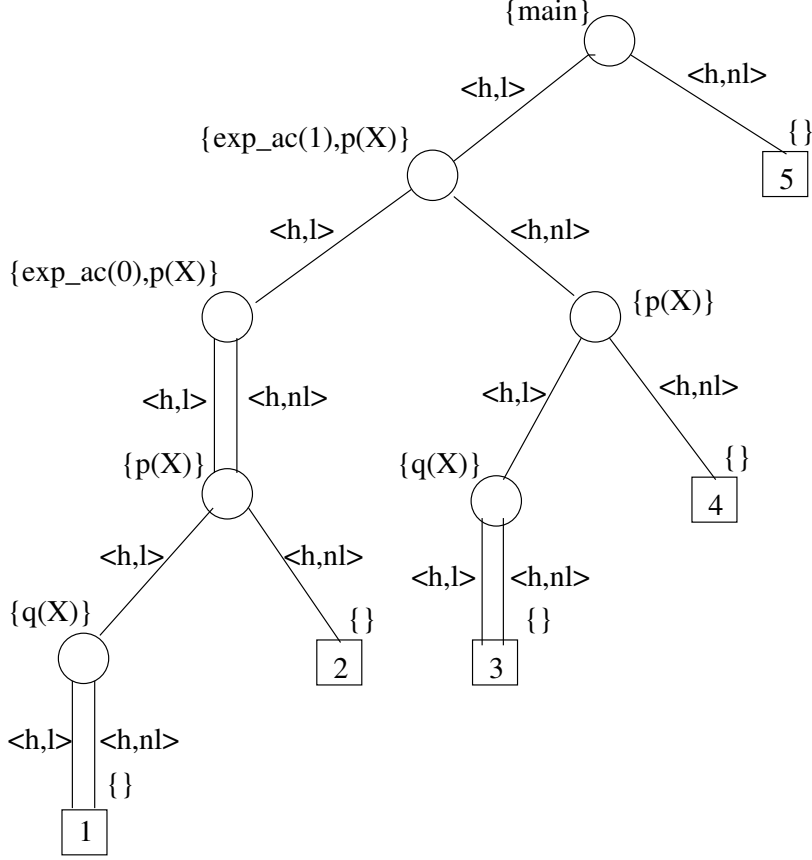 {main}
<h,l>
<h,nl>
{exp_ac(1),p(X)}
{}
5
<h,l>
<h,nl>
{exp_ac(0),p(X)}
{p(X)}
<h,l>
<h,nl>
<h,l>
<h,nl>
{p(X)}
{q(X)}
{}
4
<h,l>
<h,nl>
<h,l>
<h,nl>
{q(X)}
{}
{}
2
3
<h,l>
<h,nl>
{}
1